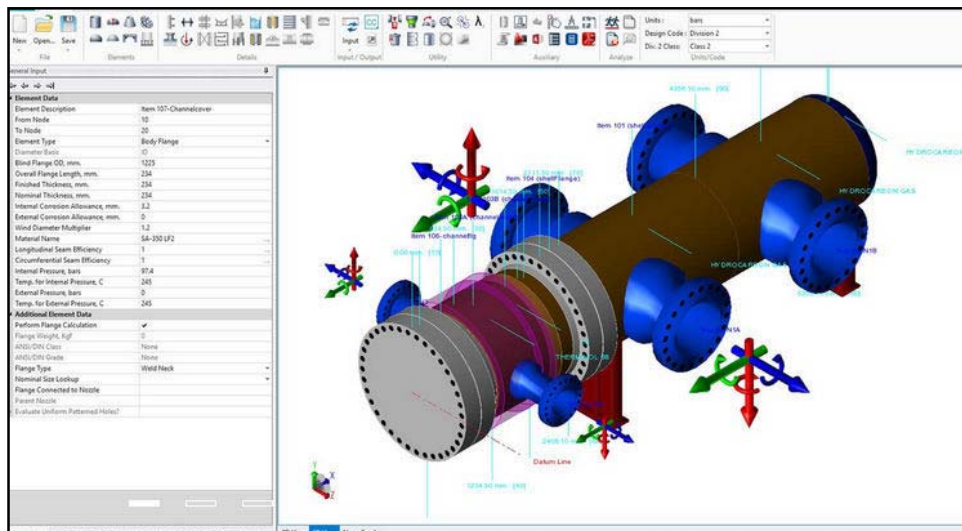 New
Open...
Save
Input
File
Elements
Details
Input / Output
Utility
Auxiliary
Analyze
Units/Code
Units :
bars
Design Code :
Division 2
Div. 2 Class:
Class 2
General Input
Element Data
Element Description Item 107-Channelcover
From Node 10
To Node 20
Element Type Body Flange
Diameter Basis ID
Blind Flange OD, mm. 1225
Overall Flange Length, mm. 234
Finished Thickness, mm. 234
Nominal Thickness, mm. 234
Internal Corrosion Allowance, mm. 3.2
External Corrosion Allowance, mm. 0
Wind Diameter Multiplier 1.2
Material Name SA-350 LF2
Longitudinal Seam Efficiency 1
Circumferential Seam Efficiency 1
Internal Pressure, bars 97.4
Temp. for Internal Pressure, C 245
External Pressure, bars 0
Temp. for External Pressure, C 245
Additional Element Data
Perform Flange Calculation
Flange Weight, Kgf 0
ANSI/DIN Class None
ANSI/DIN Grade None
Flange Type Weld Neck
Nominal Size Lookup
Flange Connected to Nozzle
Parent Nozzle
Evaluate Uniform Patterned Holes?
Item 101 (shell
HYDROCARBON GAS
Item 104 (shellflange)
Item 106-channelflg
Datum Line
Y
X
Z